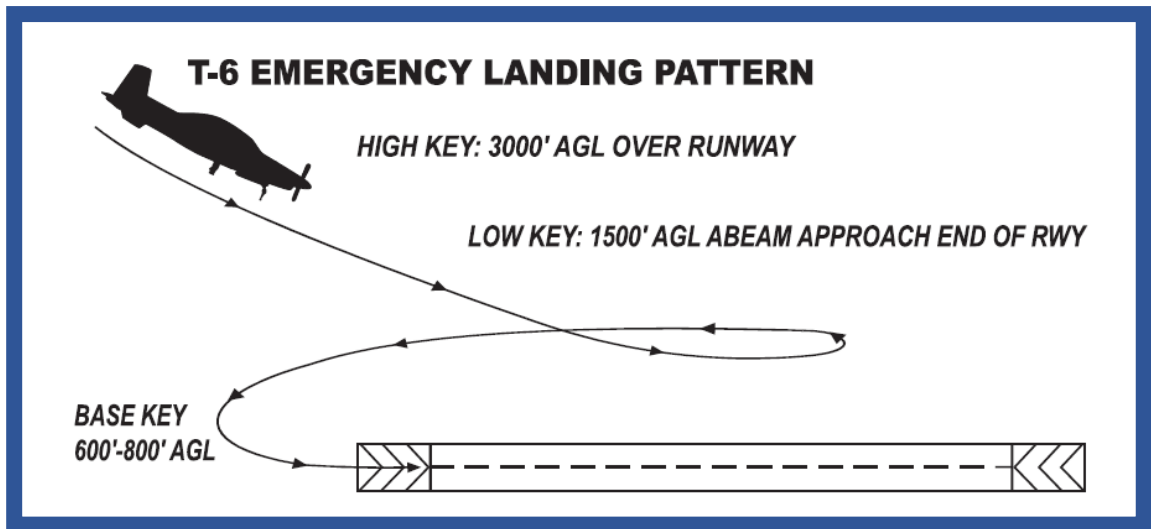 T-6 EMERGENCY LANDING PATTERN
HIGH KEY: 3000' AGL OVER RUNWAY
LOW KEY: 1500' AGL ABEAM APPROACH END OF RWY
BASE KEY
600'-800' AGL